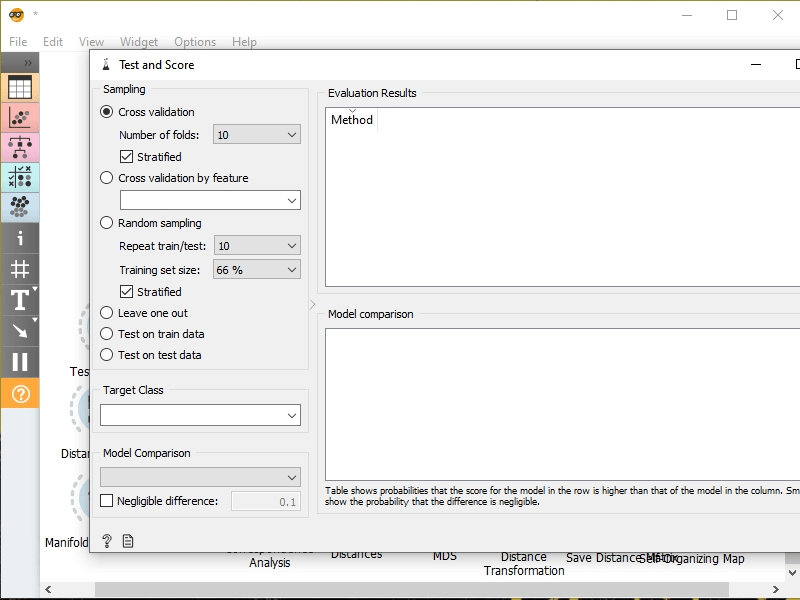 *
File Edit View Widget Options Help
Test and Score
Sampling
Cross validation
Number of folds: 10
Stratified
Cross validation by feature
Random sampling
Repeat train/test: 10
Training set size: 66 %
Stratified
Leave one out
Test on train data
Test on test data
Target Class
Model Comparison
Negligible difference: 0.1
Evaluation Results
Method
Model comparison
Table shows probabilities that the score for the model in the row is higher than that of the model in the column. Sm
show the probability that the difference is negligible.
Tes
Distan
Manifold
Analysis
Distances
MDS
Distance
Transformation
Save Distance Matrix
Self-Organizing Map